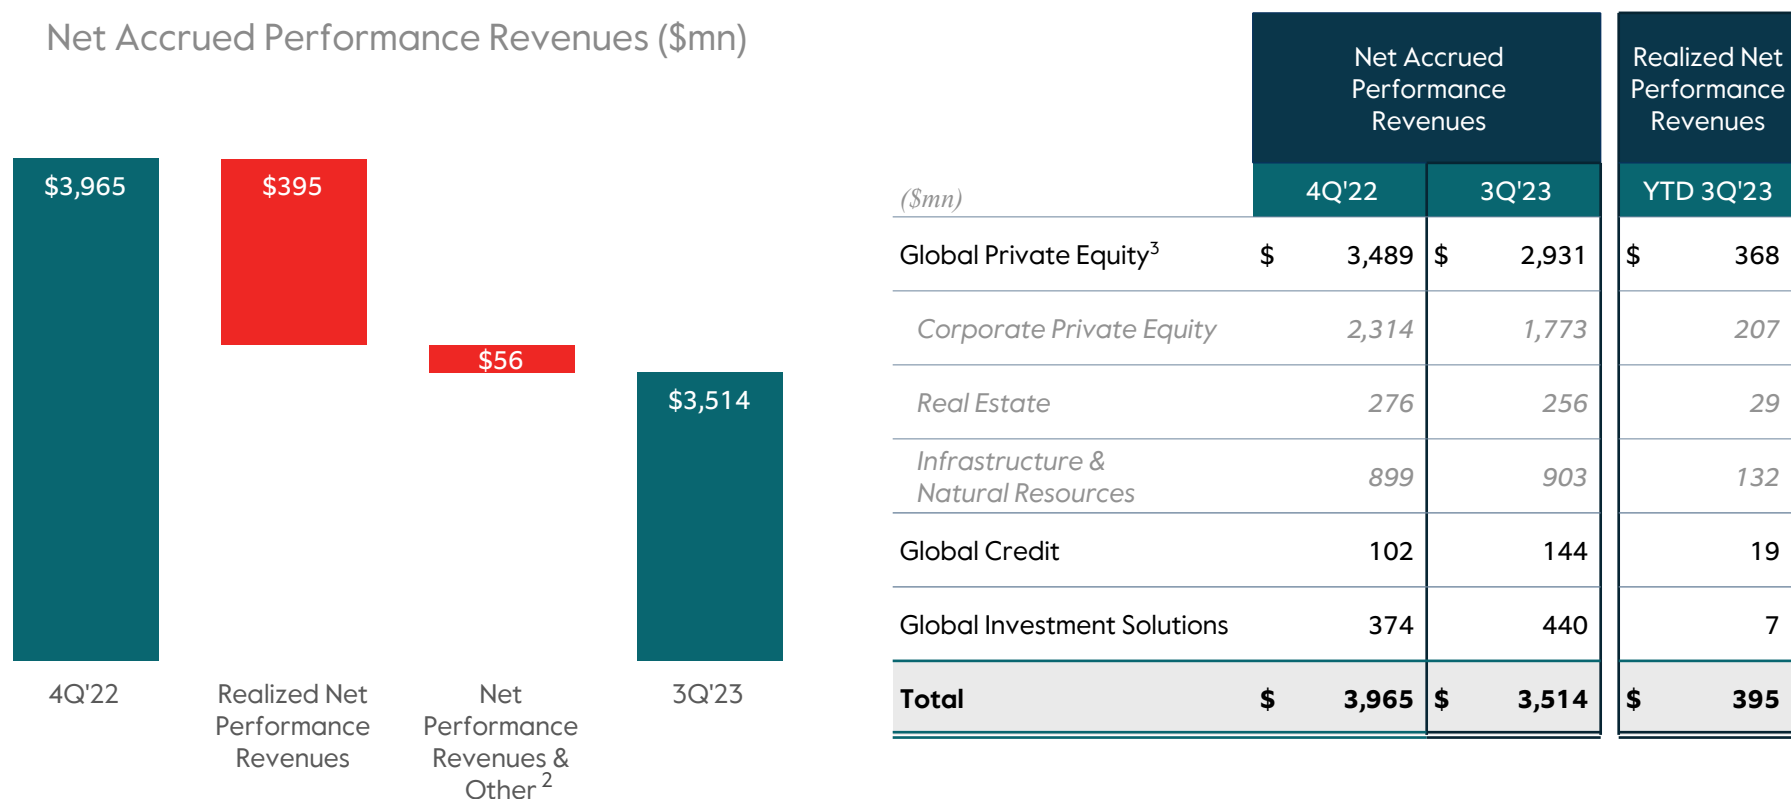 Net Accrued Performance Revenues ($mn)
$3,965
$395
$56
$3,514
4Q'22
Realized Net
Performance
Revenues
Net
Performance
Revenues &
Other 2
3Q'23
Net Accrued
Performance
Revenues
Realized Net
Performance
Revenues
($mn) 4Q'22 3Q'23 YTD 3Q'23
Global Private Equity3 $ 3,489 $ 2,931 $ 368
Corporate Private Equity 2,314 1,773 207
Real Estate 276 256 29
Infrastructure &
Natural Resources 899 903 132
Global Credit 102 144 19
Global Investment Solutions 374 440 7
Total $ 3,965 $ 3,514 $ 395